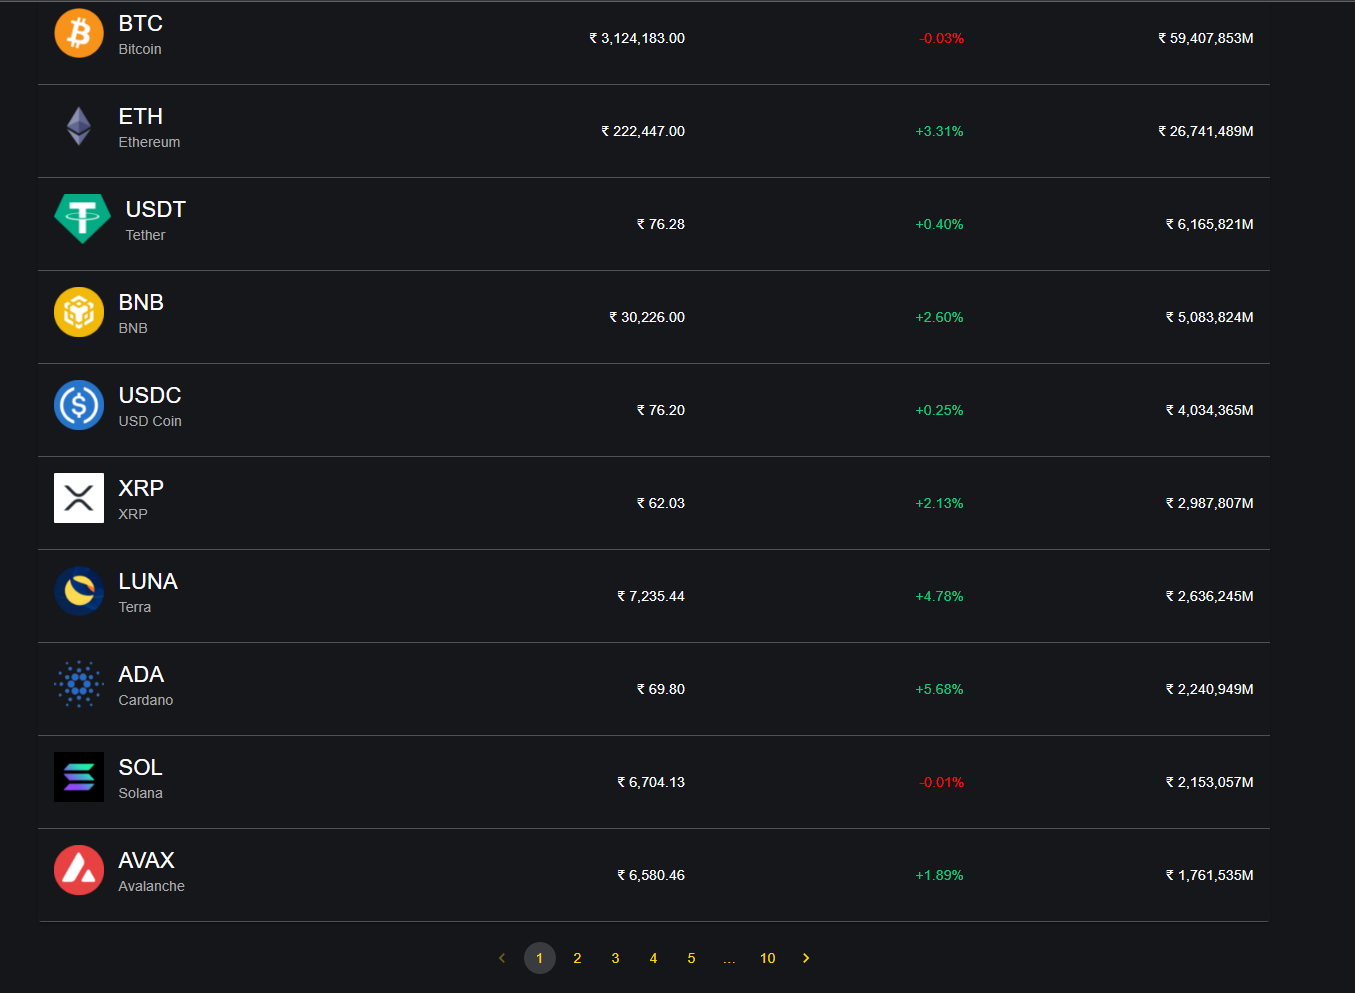 BTC
Bitcoin
₹ 3,124,183.00
-0.03%
₹ 59,407,853M
ETH
Ethereum
₹ 222,447.00
+3.31%
₹ 26,741,489M
USDT
Tether
₹ 76.28
+0.40%
₹ 6,165,821M
BNB
BNB
₹ 30,226.00
+2.60%
₹ 5,083,824M
USDC
USD Coin
₹ 76.20
+0.25%
₹ 4,034,365M
XRP
XRP
₹ 62.03
+2.13%
₹ 2,987,807M
LUNA
Terra
₹ 7,235.44
+4.78%
₹ 2,636,245M
ADA
Cardano
₹ 69.80
+5.68%
₹ 2,240,949M
SOL
Solana
₹ 6,704.13
-0.01%
₹ 2,153,057M
AVAX
Avalanche
₹ 6,580.46
+1.89%
₹ 1,761,535M
‹ 1 2 3 4 5 ... 10 ›